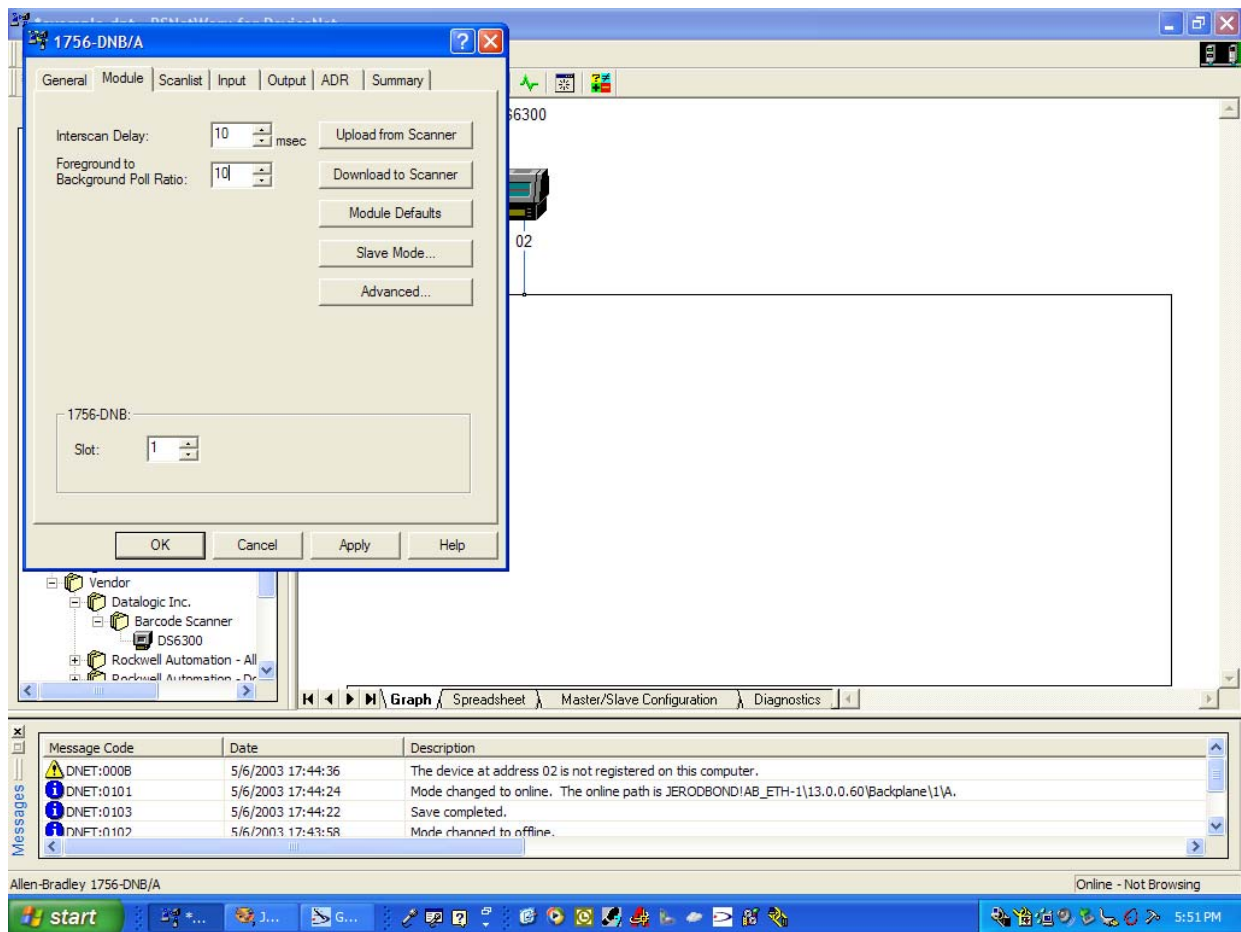 1756-DNB/A
General Module Scanlist Input Output ADR Summary
Interscan Delay: 10 msec Upload from Scanner
Foreground to
Background Poll Ratio: 10 Download to Scanner
Module Defaults
Slave Mode...
Advanced...
1756-DNB:
Slot: 1
OK Cancel Apply Help
S6300
02
Vendor
Datalogic Inc.
Barcode Scanner
DS6300
Rockwell Automation - All
Rockwell Automation - De
Graph Spreadsheet Master/Slave Configuration Diagnostics
Messages
Message Code Date Description
DNET:000B 5/6/2003 17:44:36 The device at address 02 is not registered on this computer.
DNET:0101 5/6/2003 17:44:24 Mode changed to online. The online path is JERODBOND!AB_ETH-1\13.0.0.60\Backplane\1\A.
DNET:0103 5/6/2003 17:44:22 Save completed.
DNET:0102 5/6/2003 17:43:58 Mode changed to offline.
Allen-Bradley 1756-DNB/A Online - Not Browsing
start *... J... G... 5:51 PM